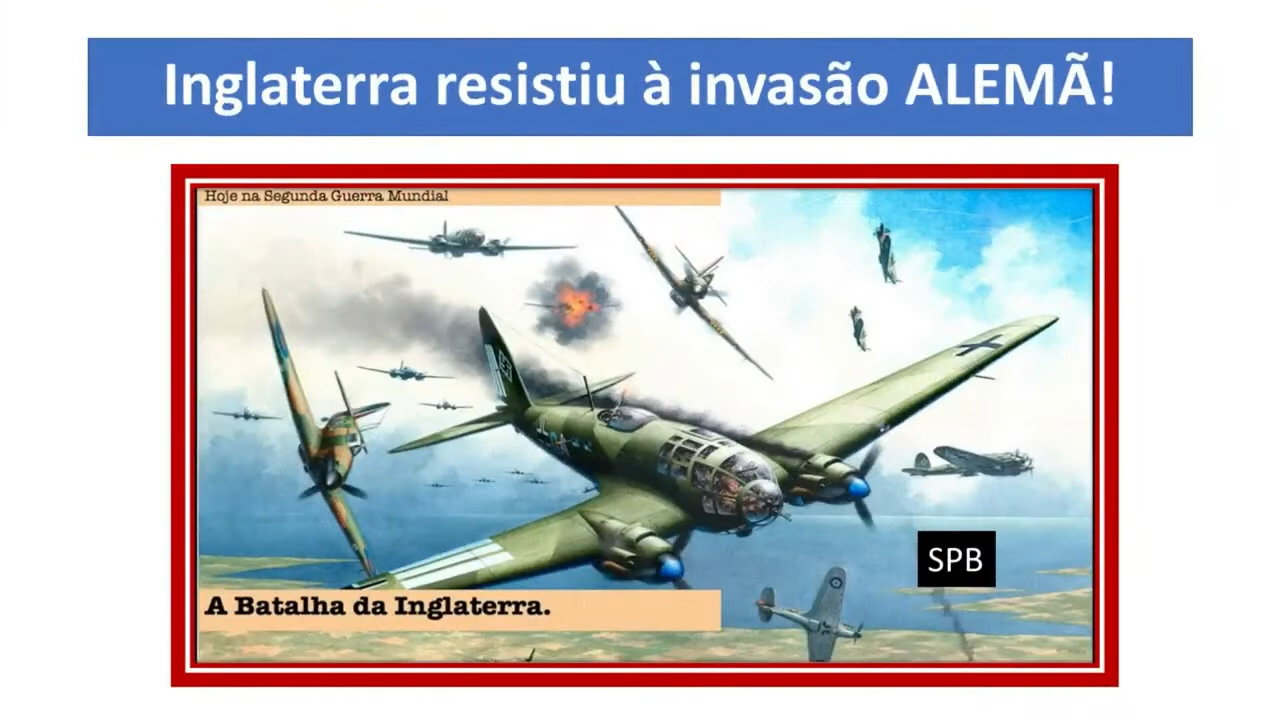 Inglaterra resistiu à invasão ALEMÃ!
Hoje na Segunda Guerra Mundial
SPB
A Batalha da Inglaterra.